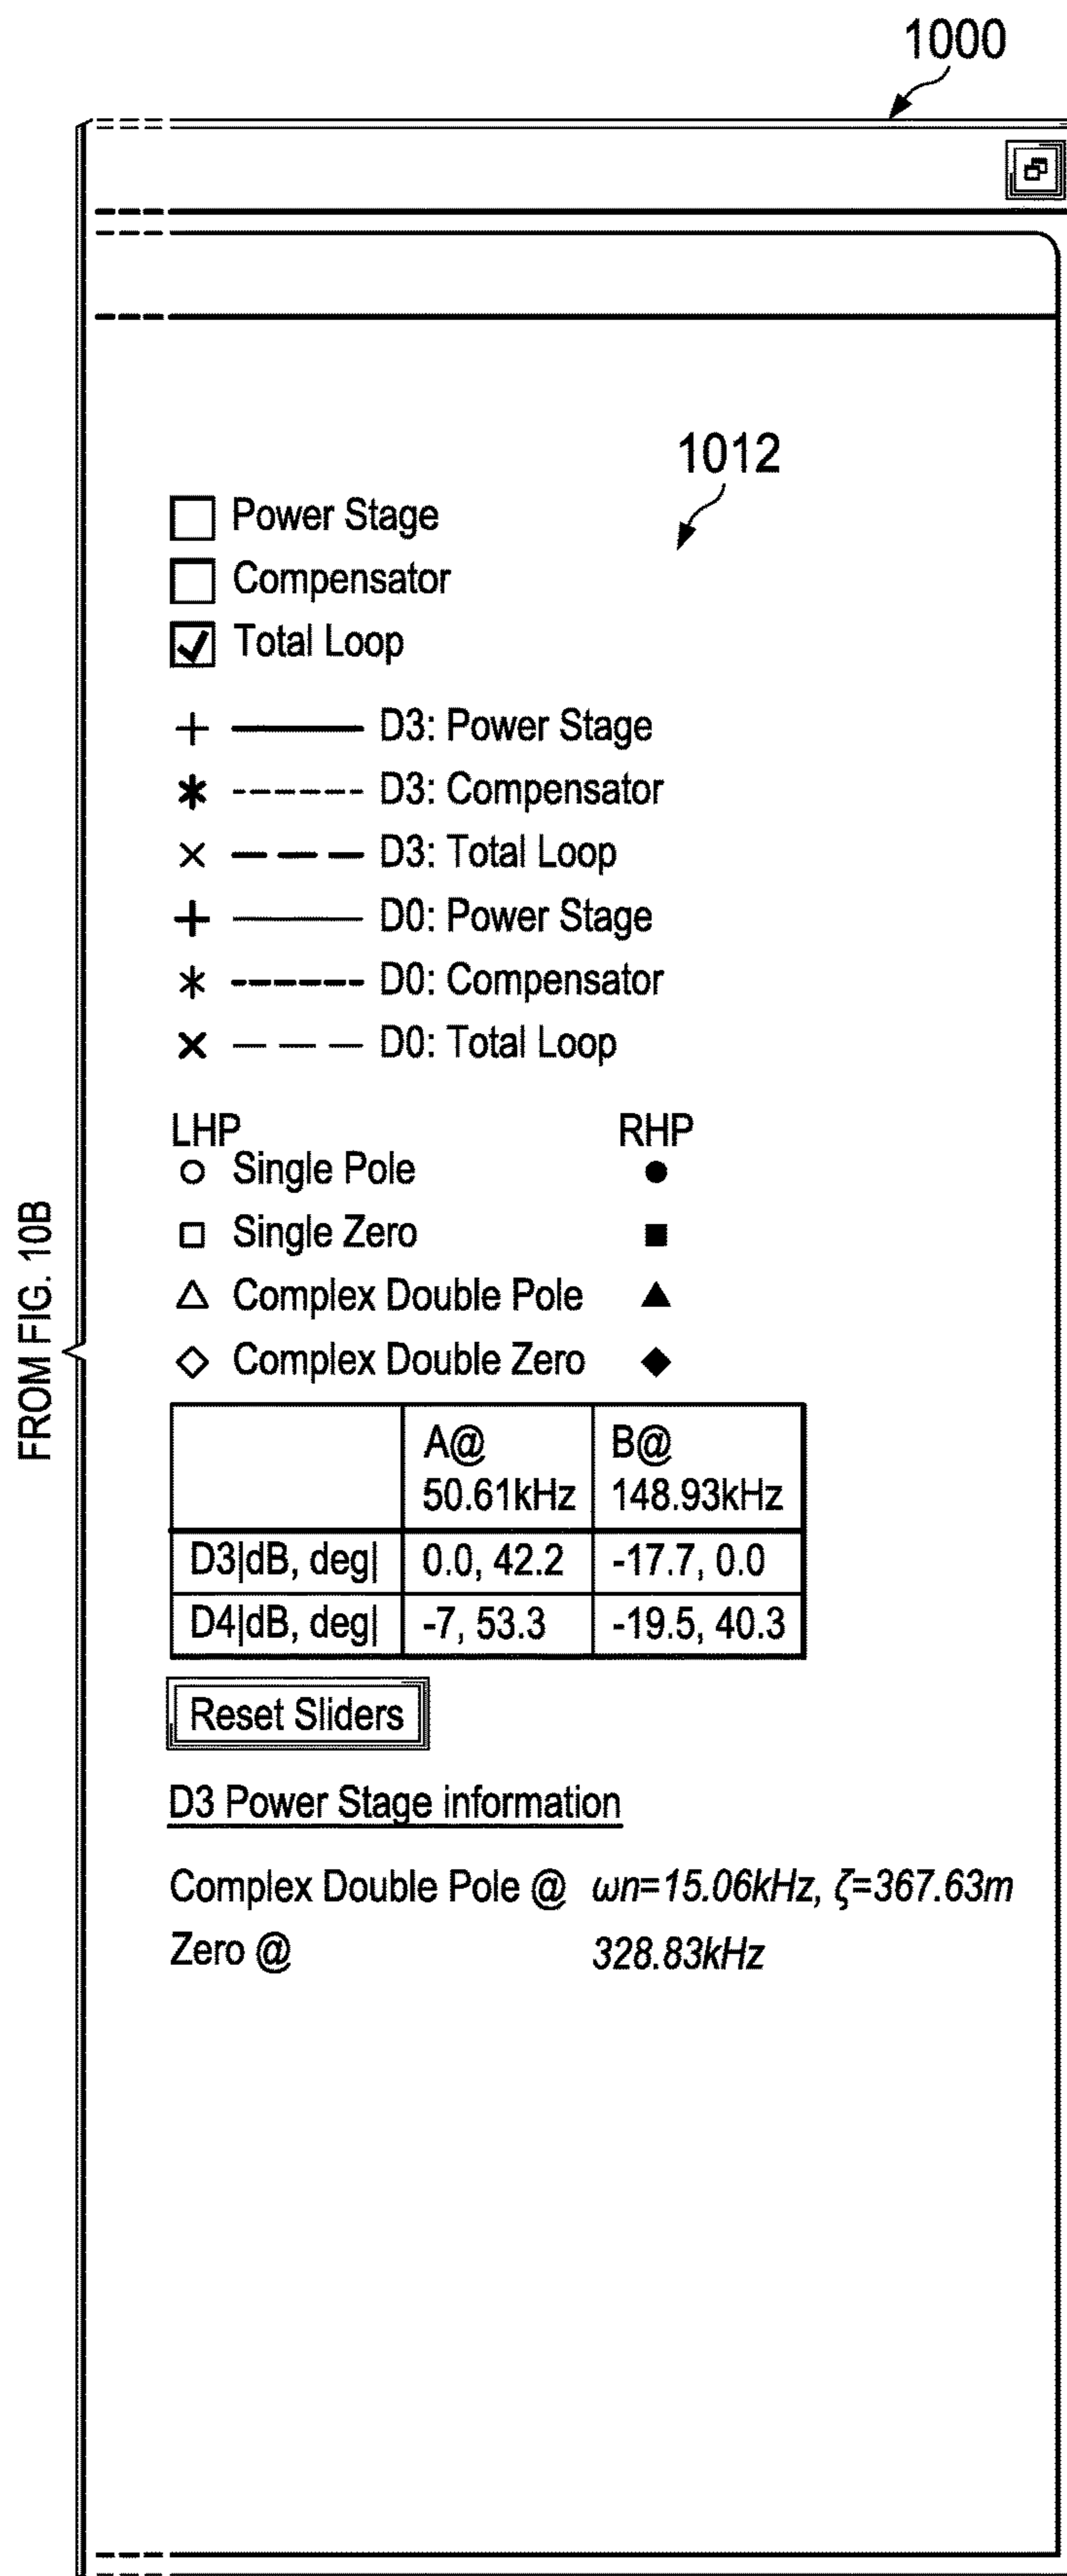 1000
1012
Power Stage
Compensator
Total Loop
D3: Power Stage
D3: Compensator
D3: Total Loop
D0: Power Stage
D0: Compensator
D0: Total Loop
LHP RHP
Single Pole
Single Zero
Complex Double Pole
Complex Double Zero
FROM FIG. 10B
A@ B@
50.61kHz 148.93kHz
D3|dB, deg| 0.0, 42.2 -17.7, 0.0
D4|dB, deg| -7, 53.3 -19.5, 40.3
Reset Sliders
D3 Power Stage information
Complex Double Pole @ ωn=15.06kHz, ζ=367.63m
Zero @ 328.83kHz